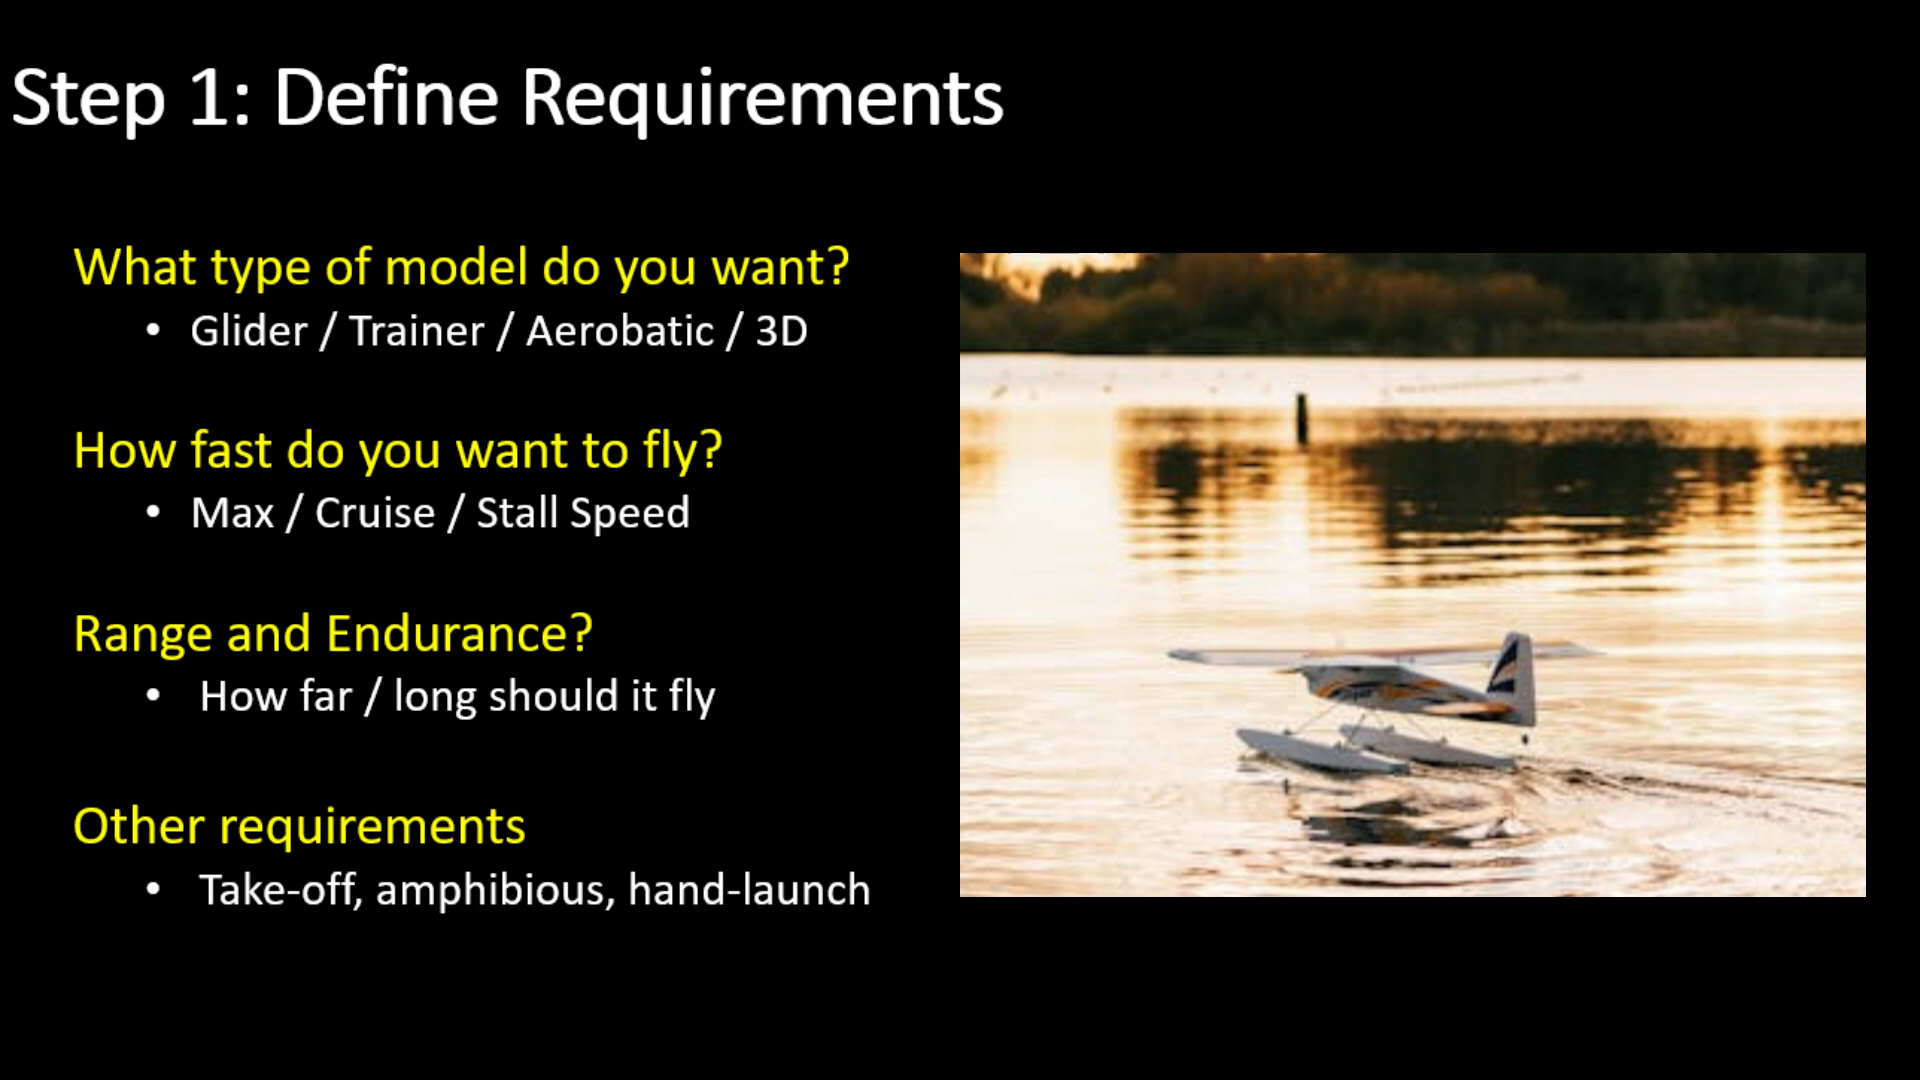 Step 1: Define Requirements
What type of model do you want?
• Glider / Trainer / Aerobatic / 3D
How fast do you want to fly?
• Max / Cruise / Stall Speed
Range and Endurance?
• How far / long should it fly
Other requirements
• Take-off, amphibious, hand-launch